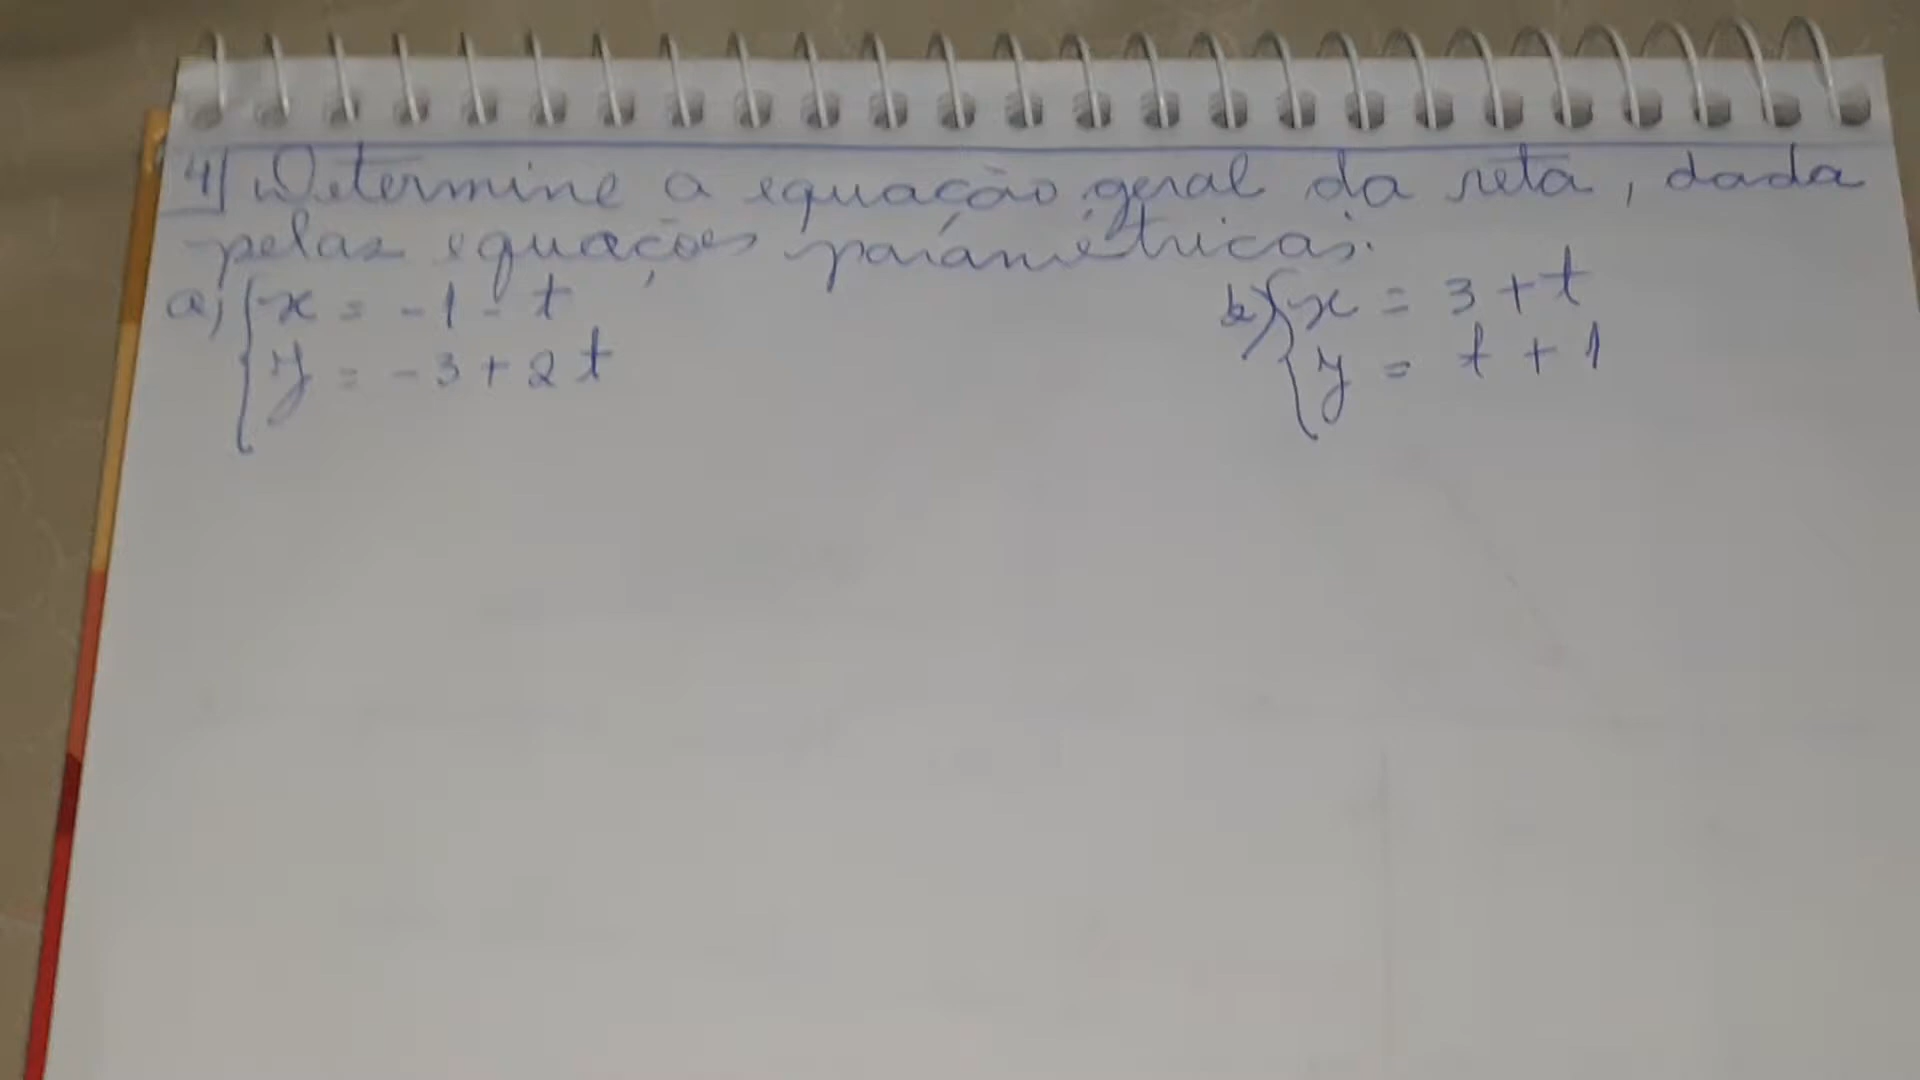 4) Determine a equação geral da reta, dada
pelas equações paramétricas.
a) { x = -1 - t
y = -3 + 2t
b) { x = 3 + t
y = t + 1